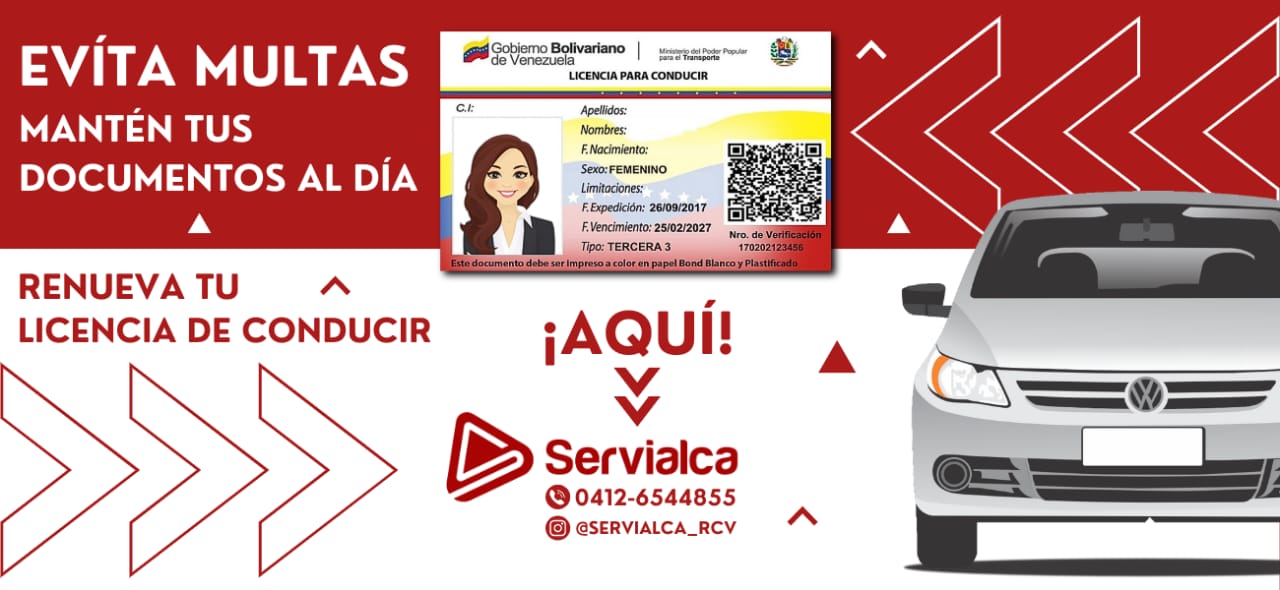 EVÍTA MULTAS
MANTÉN TUS
DOCUMENTOS AL DÍA
RENUEVA TU
LICENCIA DE CONDUCIR
Gobierno Bolivariano
de Venezuela
Ministerio del Poder Popular
para el Transporte
LICENCIA PARA CONDUCIR
C.I:
Apellidos:
Nombres:
F. Nacimiento:
Sexo: FEMENINO
Limitaciones:
F. Expedición: 26/09/2017
F. Vencimiento: 25/02/2027
Tipo: TERCERA 3
Nro. de Verificación
170202123456
Este documento debe ser Impreso a color en papel Bond Blanco y Plastificado
¡AQUÍ!
Servialca
0412-6544855
@SERVIALCA_RCV